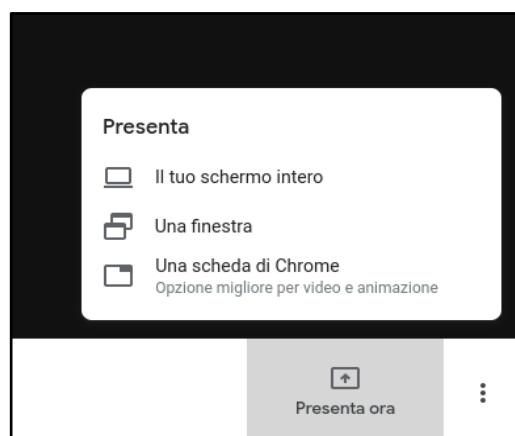 Presenta
Il tuo schermo intero
Una finestra
Una scheda di Chrome
Opzione migliore per video e animazione
Presenta ora